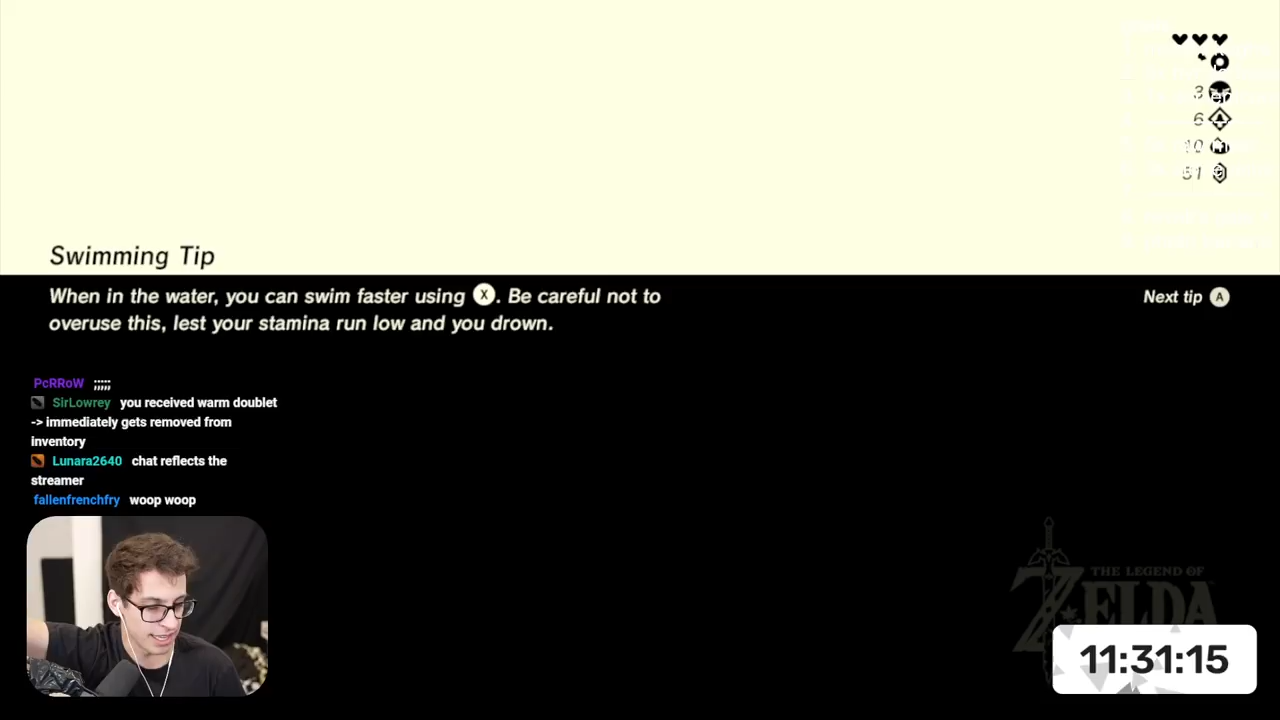 3
6
10
51
Swimming Tip
When in the water, you can swim faster using X. Be careful not to
overuse this, lest your stamina run low and you drown.
Next tip A
PcRRoW ;;;;;
SirLowrey you received warm doublet
-> immediately gets removed from
inventory
Lunara2640 chat reflects the
streamer
fallenfrenchfry woop woop
THE LEGEND OF
ZELDA
11:31:15